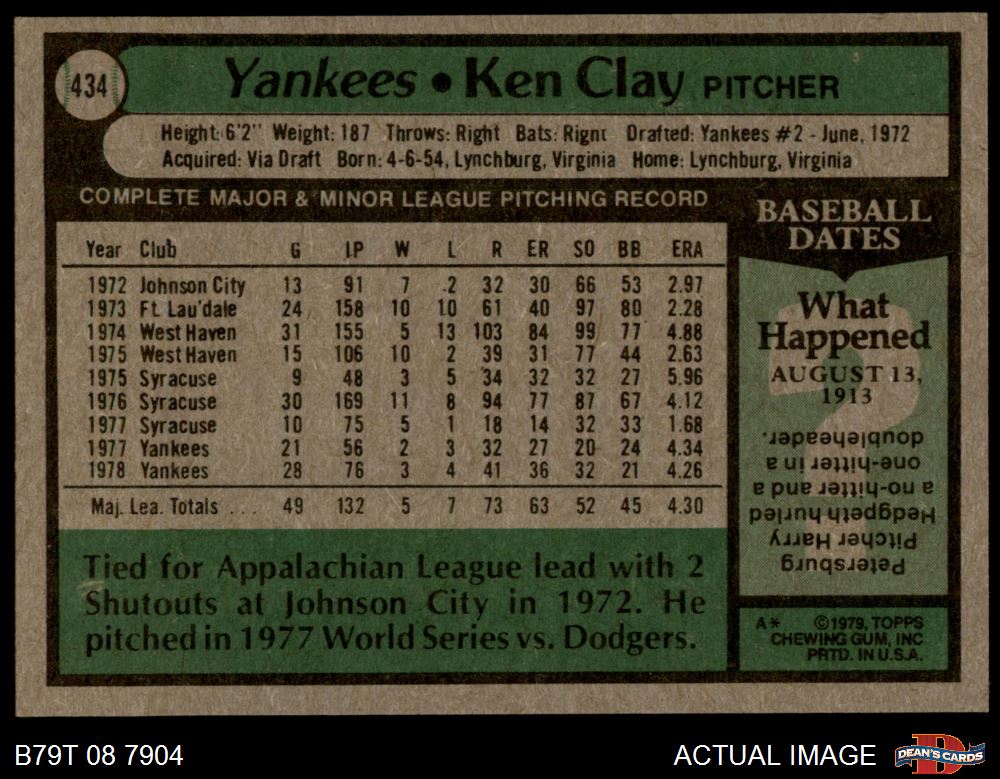 434
Yankees • Ken Clay PITCHER
Height: 6'2" Weight: 187 Throws: Right Bats: Right Drafted: Yankees #2 - June, 1972
Acquired: Via Draft Born: 4-6-54, Lynchburg, Virginia Home: Lynchburg, Virginia
COMPLETE MAJOR & MINOR LEAGUE PITCHING RECORD
Year Club G IP W L R ER SO BB ERA
1972 Johnson City 13 91 7 2 32 30 66 53 2.97
1973 Ft. Lau'dale 24 158 10 10 61 40 97 80 2.28
1974 West Haven 31 155 5 13 103 84 99 77 4.88
1975 West Haven 15 106 10 2 39 31 77 44 2.63
1975 Syracuse 9 48 3 5 34 32 32 27 5.96
1976 Syracuse 30 169 11 8 94 77 87 67 4.12
1977 Syracuse 10 75 5 1 18 14 32 33 1.68
1977 Yankees 21 56 2 3 32 27 20 24 4.34
1978 Yankees 28 76 3 4 41 36 32 21 4.26
Maj. Lea. Totals . . . 49 132 5 7 73 63 52 45 4.30
Tied for Appalachian League lead with 2
Shutouts at Johnson City in 1972. He
pitched in 1977 World Series vs. Dodgers.
BASEBALL
DATES
What
Happened
AUGUST 13,
1913
Petersburg
Pitcher Harry
Hedgpeth hurled
a no-hitter and a
one-hitter in a
doubleheader.
A* ©1979, TOPPS
CHEWING GUM, INC
PRTD. IN U.S.A.
B79T 08 7904
ACTUAL IMAGE
DEAN'S CARDS